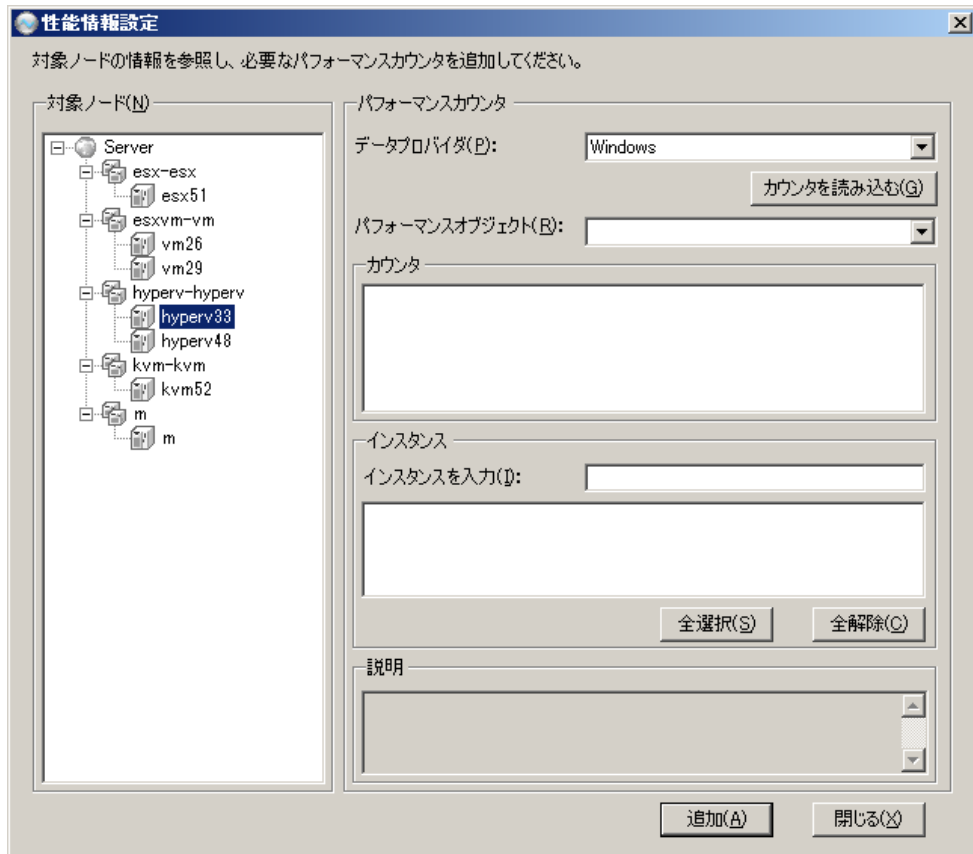 性能情報設定
対象ノードの情報を参照し、必要なパフォーマンスカウンタを追加してください。
対象ノード(N)
Server
esx-esx
esx51
esxvm-vm
vm26
vm29
hyperv-hyperv
hyperv33
hyperv48
kvm-kvm
kvm52
m
m
パフォーマンスカウンタ
データプロバイダ(P):
Windows
カウンタを読み込む(G)
パフォーマンスオブジェクト(R):
カウンタ
インスタンス
インスタンスを入力(I):
全選択(S)
全解除(C)
説明
追加(A)
閉じる(X)